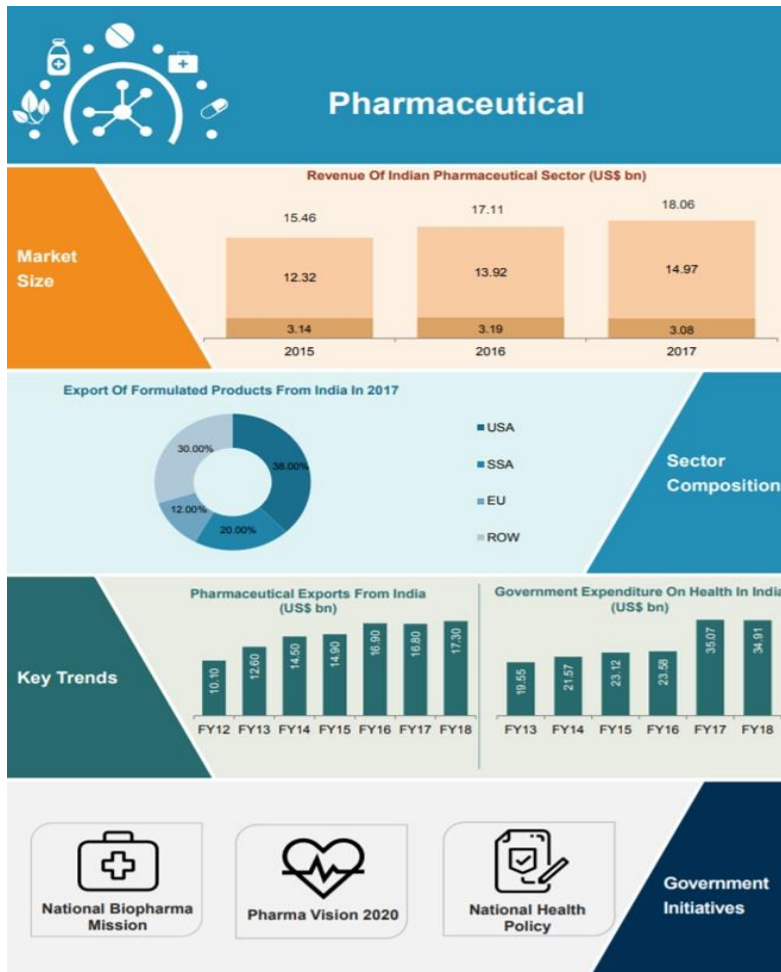 Pharmaceutical
Market
Size
Revenue Of Indian Pharmaceutical Sector (US$ bn)
15.46
17.11
18.06
12.32
13.92
14.97
3.14
3.19
3.08
2015
2016
2017
Export Of Formulated Products From India In 2017
30.00%
38.00%
12.00%
20.00%
USA
SSA
EU
ROW
Sector
Composition
Key Trends
Pharmaceutical Exports From India
(US$ bn)
10.10
12.60
14.50
14.90
16.90
16.80
17.30
FY12 FY13 FY14 FY15 FY16 FY17 FY18
Government Expenditure On Health In India
(US$ bn)
19.55
21.57
23.12
23.58
35.07
34.91
FY13 FY14 FY15 FY16 FY17 FY18
National Biopharma
Mission
Pharma Vision 2020
National Health
Policy
Government
Initiatives